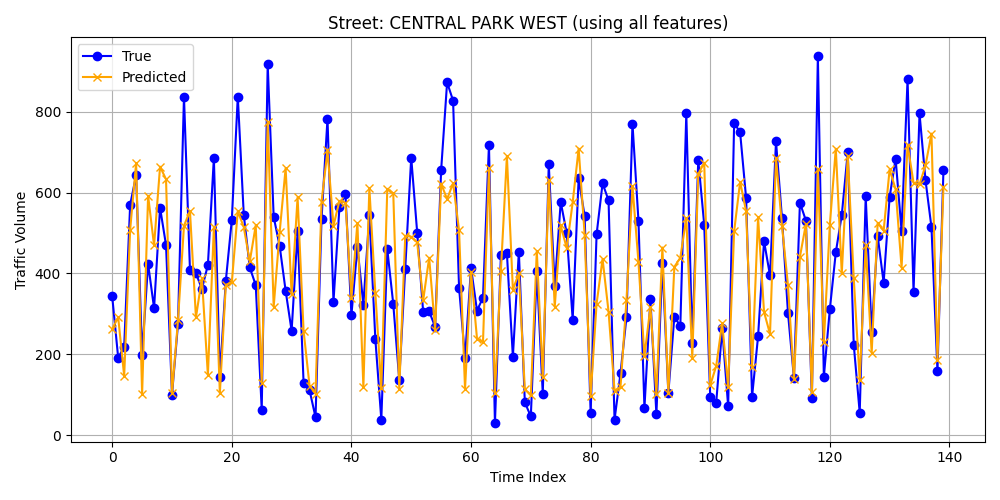 Street: CENTRAL PARK WEST (using all features)
True
Predicted
Traffic Volume
800
600
400
200
0
0 20 40 60 80 100 120 140
Time Index